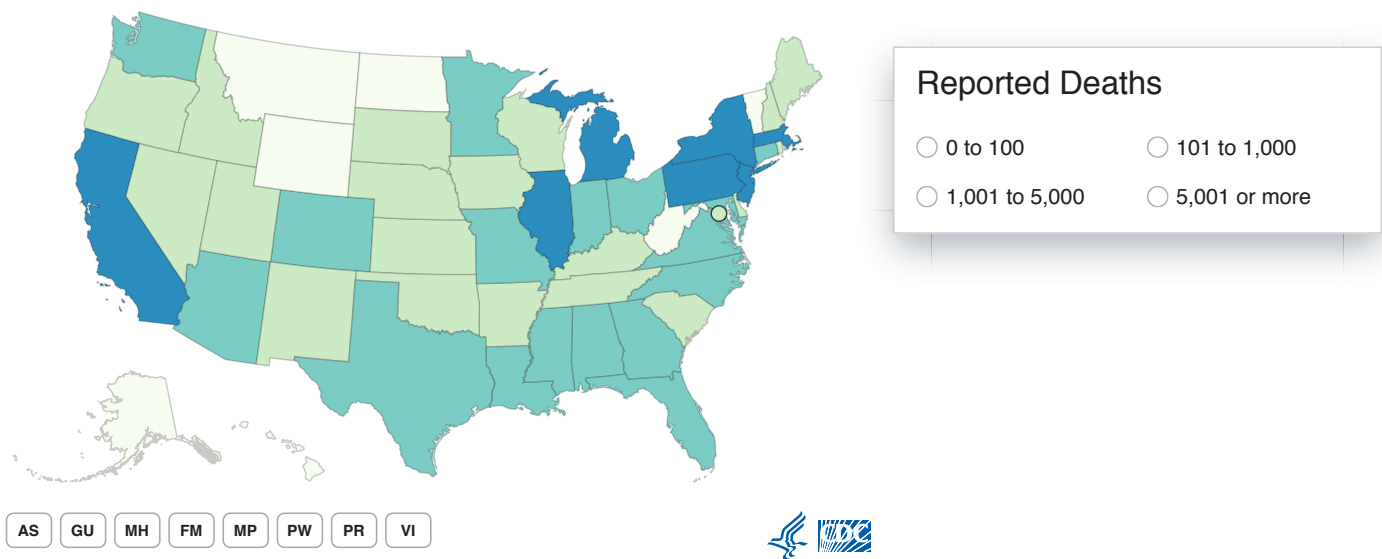 Reported Deaths
0 to 100
101 to 1,000
1,001 to 5,000
5,001 or more
AS GU MH FM MP PW PR VI
CDC